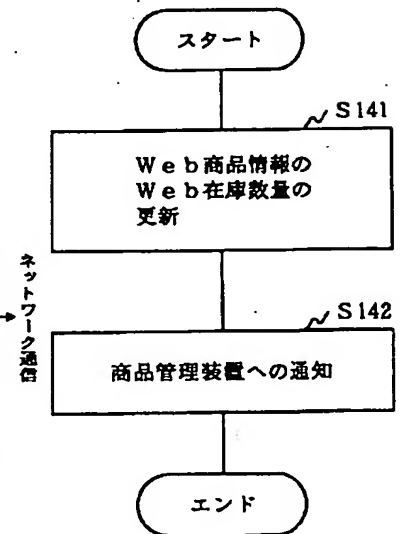 スタート
S141
Web商品情報の
Web在庫数量の
更新
ネットワーク通信
S142
商品管理装置への通知
エンド